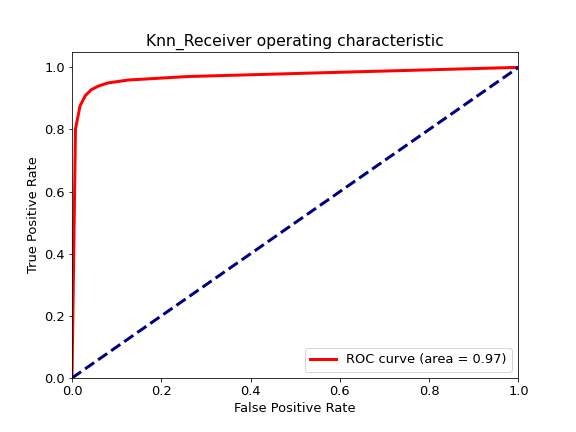 Knn_Receiver operating characteristic
True Positive Rate
1.0
0.8
0.6
0.4
0.2
0.0
ROC curve (area = 0.97)
0.0 0.2 0.4 0.6 0.8 1.0
False Positive Rate